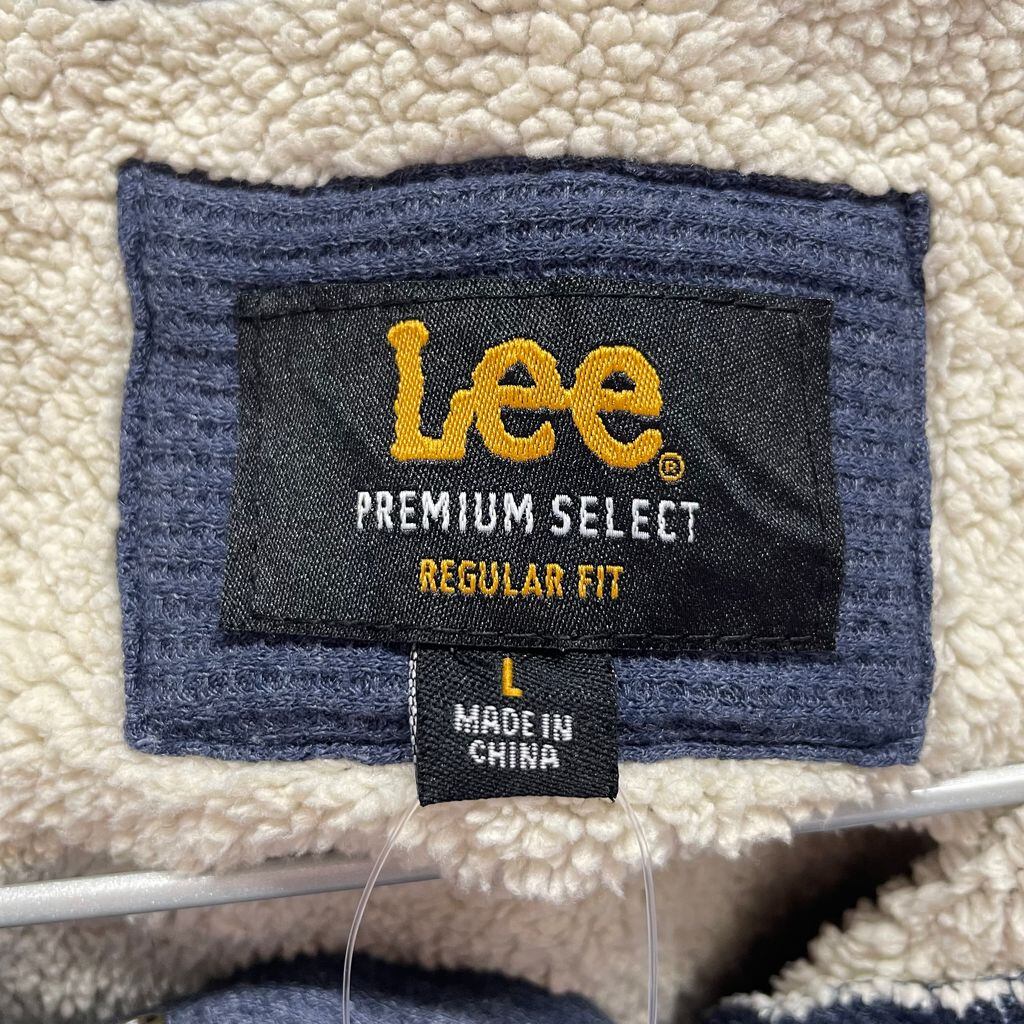 Lee®
PREMIUM SELECT
REGULAR FIT
L
MADE IN
CHINA